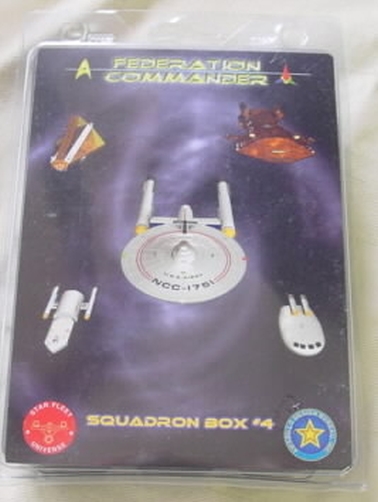 FEDERATION
COMMANDER
NCC-1751
SQUADRON BOX #4
STAR FLEET
UNIVERSE